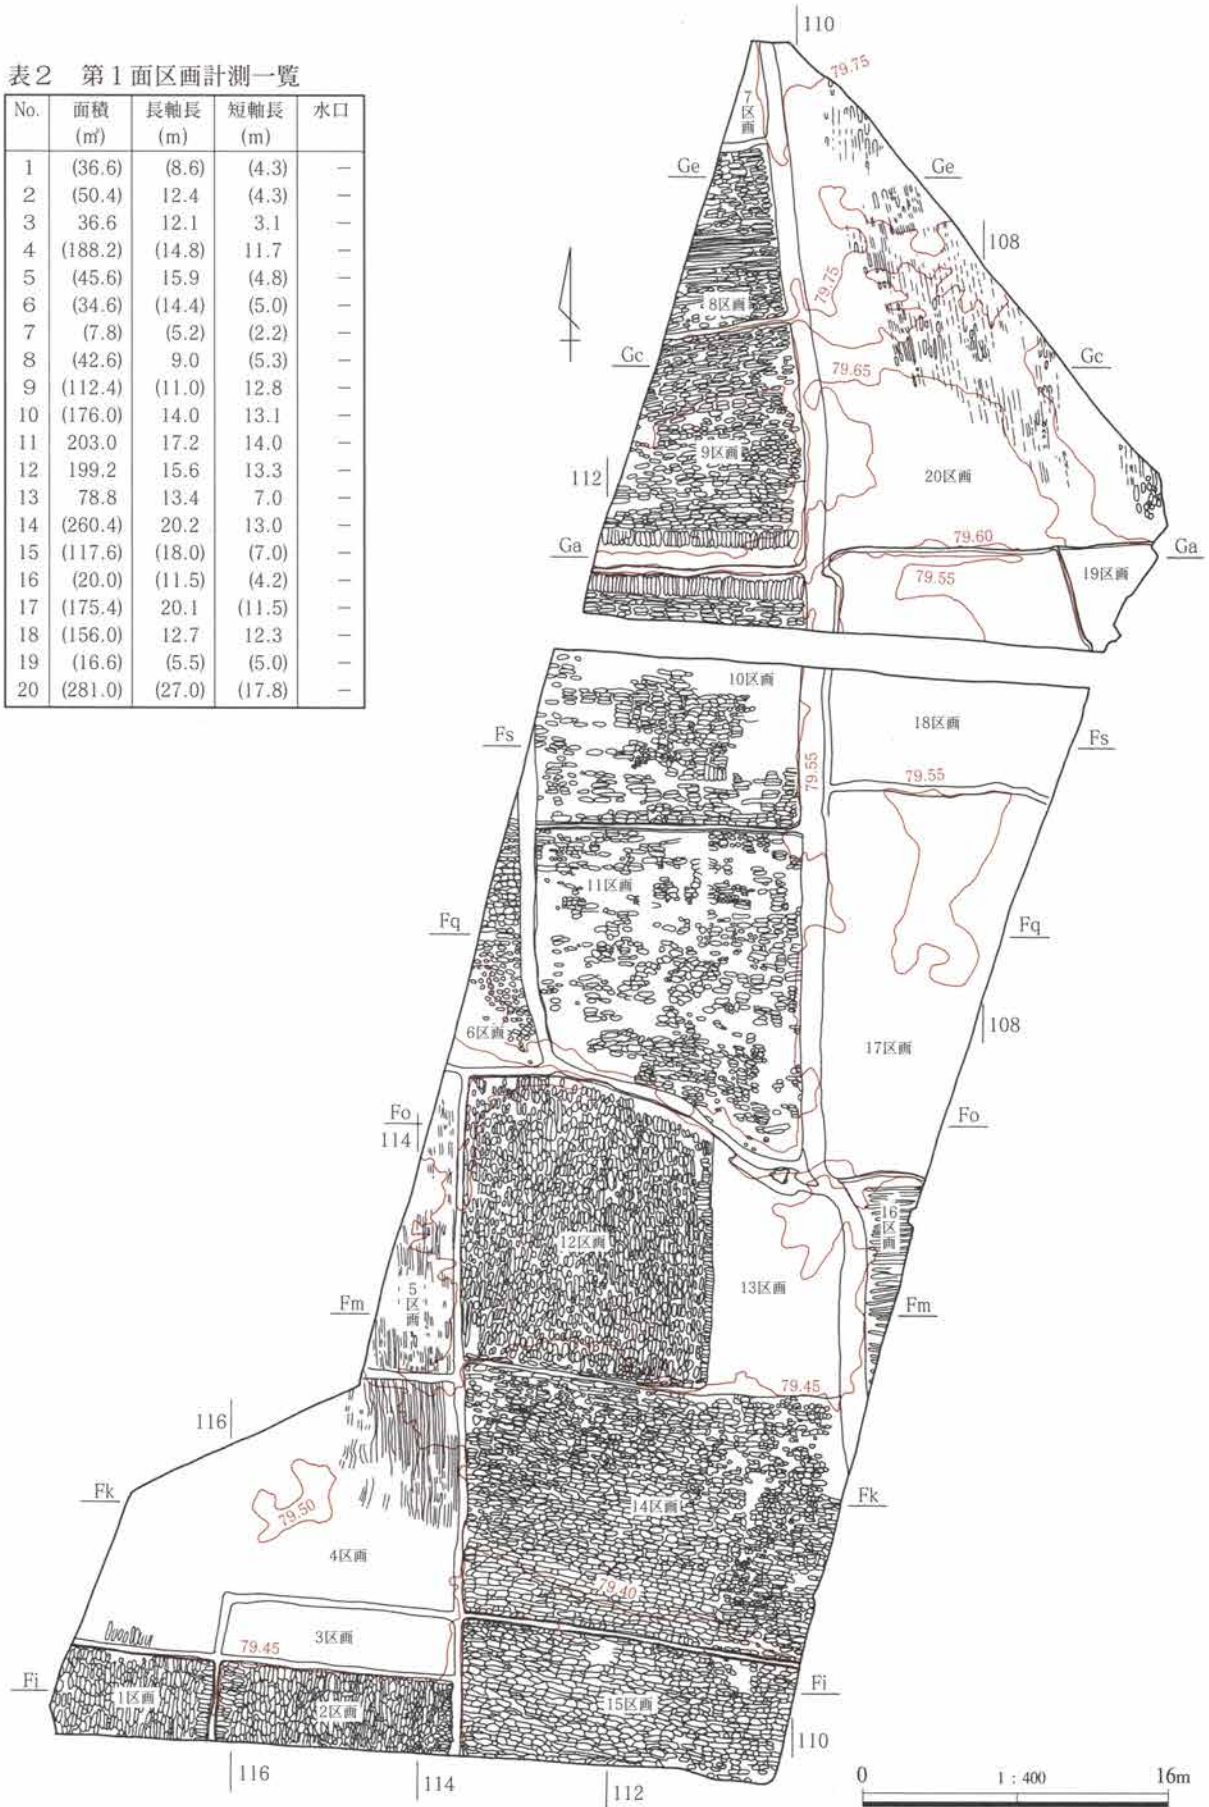 表2 第1面区画計測一覧
No. 面積(㎡) 長軸長(m) 短軸長(m) 水口
1 (36.6) (8.6) (4.3) −
2 (50.4) 12.4 (4.3) −
3 36.6 12.1 3.1 −
4 (188.2) (14.8) 11.7 −
5 (45.6) 15.9 (4.8) −
6 (34.6) (14.4) (5.0) −
7 (7.8) (5.2) (2.2) −
8 (42.6) 9.0 (5.3) −
9 (112.4) (11.0) 12.8 −
10 (176.0) 14.0 13.1 −
11 203.0 17.2 14.0 −
12 199.2 15.6 13.3 −
13 78.8 13.4 7.0 −
14 (260.4) 20.2 13.0 −
15 (117.6) (18.0) (7.0) −
16 (20.0) (11.5) (4.2) −
17 (175.4) 20.1 (11.5) −
18 (156.0) 12.7 12.3 −
19 (16.6) (5.5) (5.0) −
20 (281.0) (27.0) (17.8) −
110
79.75
7区画
Ge
Ge
108
79.75
8区画
Gc
Gc
79.65
9区画
112
20区画
79.60
Ga
Ga
79.55
19区画
10区画
18区画
Fs
Fs
79.55
79.55
11区画
Fq
Fq
6区画
108
17区画
Fo
114
Fo
16区画
12区画
13区画
5区画
Fm
Fm
79.45
116
Fk
Fk
79.50
14区画
4区画
79.40
3区画
79.45
Fi
Fi
1区画
2区画
15区画
110
116
114
112
0 1:400 16m